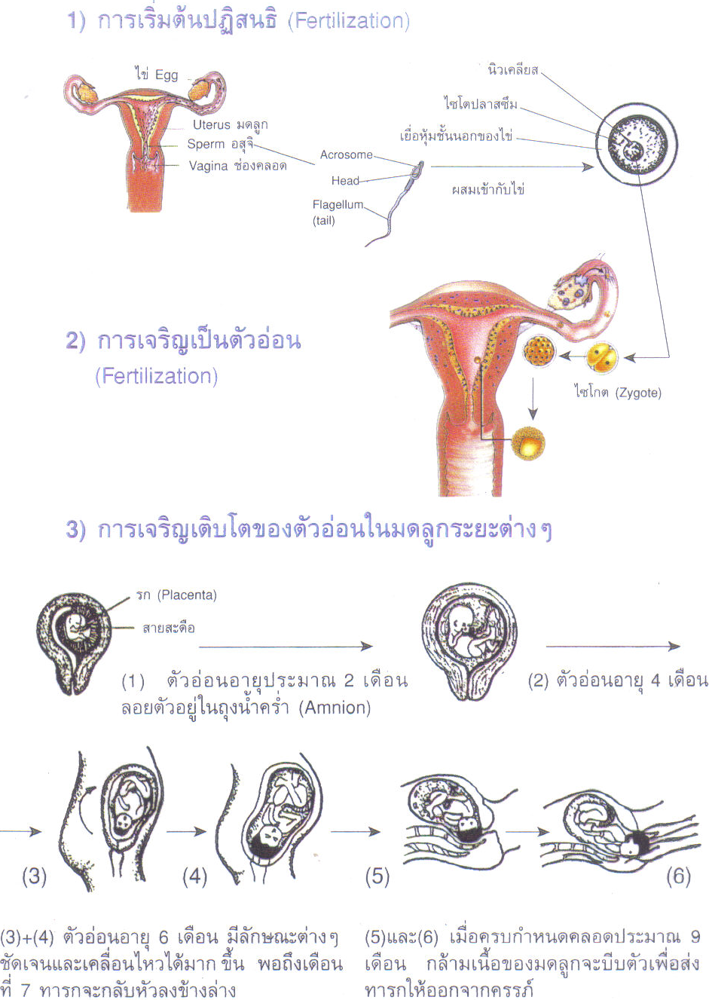 1) การเริ่มต้นปฏิสนธิ (Fertilization)
ไข่ Egg
Uterus มดลูก
Sperm อสุจิ
Vagina ช่องคลอด
Acrosome
Head
Flagellum
(tail)
นิวเคลียส
ไซโตปลาสซึม
เยื่อหุ้มชั้นนอกของไข่
ผสมเข้ากับไข่
2) การเจริญเป็นตัวอ่อน
(Fertilization)
ไซโกต (Zygote)
3) การเจริญเติบโตของตัวอ่อนในมดลูกระยะต่างๆ
รก (Placenta)
สายสะดือ
(1) ตัวอ่อนอายุประมาณ 2 เดือน
ลอยตัวอยู่ในถุงน้ำคร่ำ (Amnion)
(2) ตัวอ่อนอายุ 4 เดือน
(3)
(4)
(5)
(6)
(3)+(4) ตัวอ่อนอายุ 6 เดือน มีลักษณะต่างๆ
ชัดเจนและเคลื่อนไหวได้มาก ขึ้น พอถึงเดือน
ที่ 7 ทารกจะกลับหัวลงข้างล่าง
(5)และ(6) เมื่อครบกำหนดคลอดประมาณ 9
เดือน กล้ามเนื้อของมดลูกจะบีบตัวเพื่อส่ง
ทารกให้ออกจากครรภ์